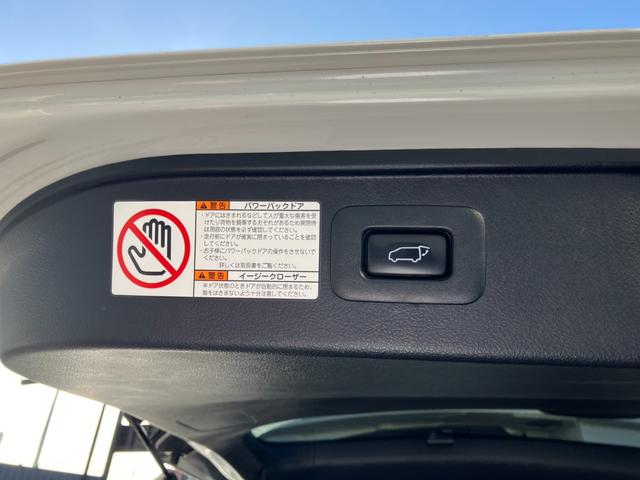 警告 パワーバックドア
・ドアにはさまれるなどして人が重大な傷害を受
けたり荷物を損傷するおそれがあるため開閉時
は周囲の状態を必ず確認してください。
・走行前にドアが確実に閉まっていることを確認
してください。
・お子様にパワーバックドアの操作をさせないで
ください。
詳しくは取扱書をご覧ください。
警告 イージークローザー
※ドア状態のときドアが自動的に閉まるため、
指をはさまないよう十分注意してください。